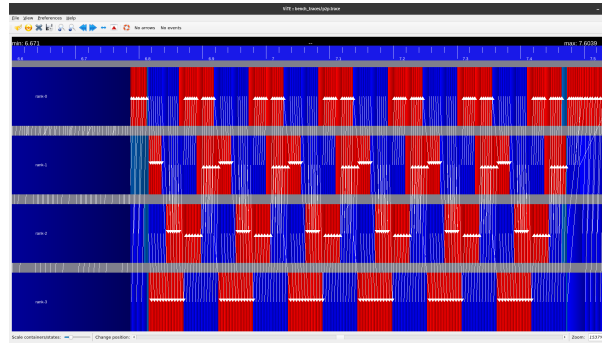 ViTE :: bench_traces/p2p.trace
File View Preferences Help
No arrows No events
min: 6.671 -- max: 7.6039
6.6 6.7 6.8 6.9 7 7.1 7.2 7.3 7.4 7.5
rank-0
rank-1
rank-2
rank-3
Scale containers/states: Change position: Zoom: 1537